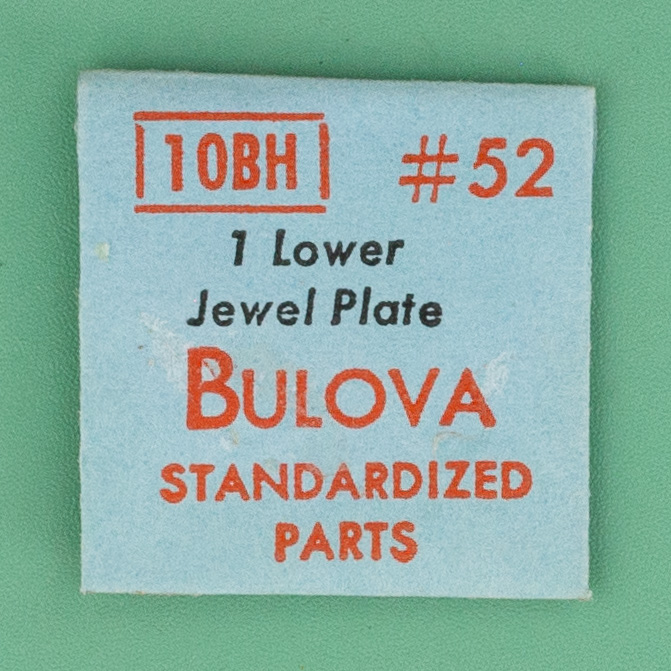 10BH #52
1 Lower
Jewel Plate
BULOVA
STANDARDIZED
PARTS